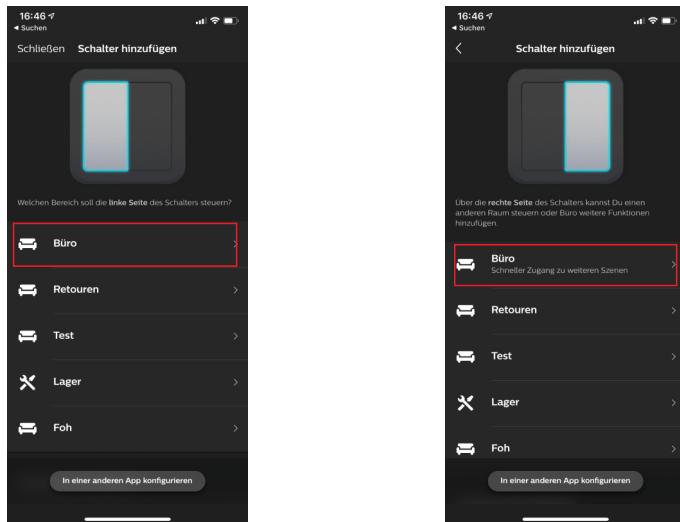 16:46
◂ Suchen
Schließen Schalter hinzufügen
Welchen Bereich soll die linke Seite des Schalters steuern?
Büro
Retouren
Test
Lager
Foh
In einer anderen App konfigurieren
16:46
◂ Suchen
Schalter hinzufügen
Über die rechte Seite des Schalters kannst Du einen
anderen Raum steuern oder Büro weitere Funktionen
hinzufügen.
Büro
Schneller Zugang zu weiteren Szenen
Retouren
Test
Lager
Foh
In einer anderen App konfigurieren